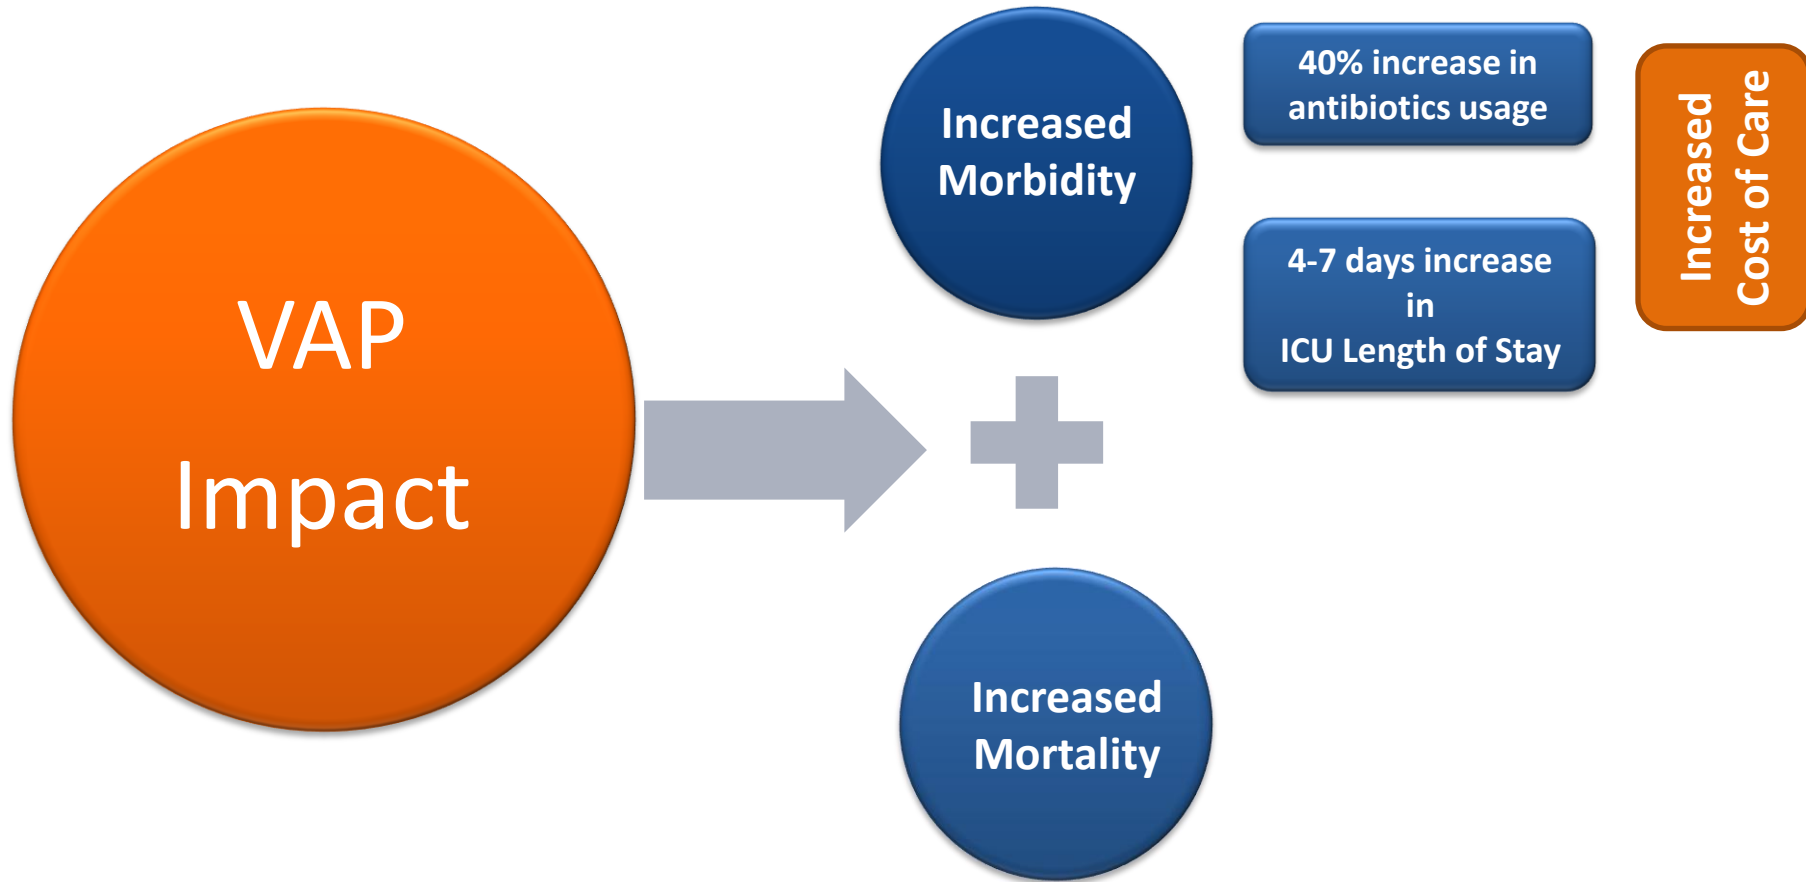 VAP
Impact
Increased
Morbidity
40% increase in
antibiotics usage
4-7 days increase
in
ICU Length of Stay
Increased
Cost of Care
Increased
Mortality